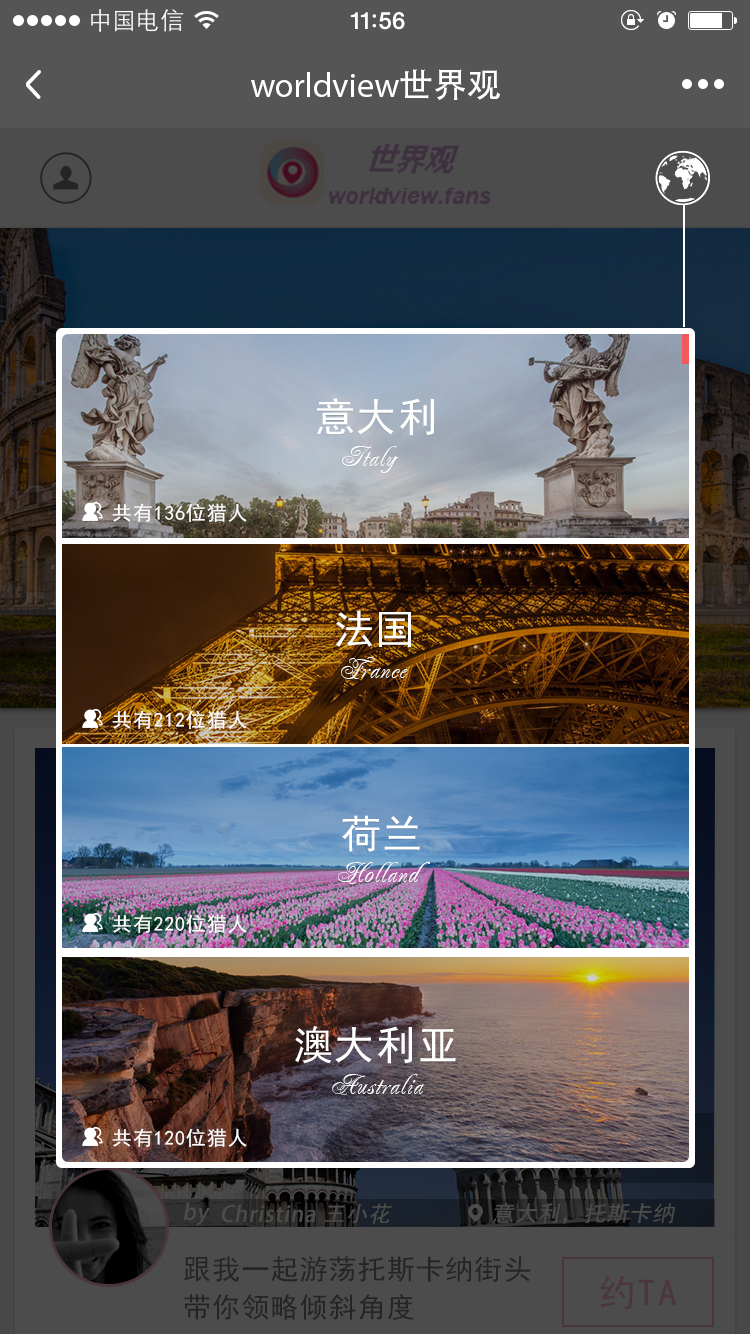 中国电信
11:56
worldview世界观
世界观
worldview.fans
意大利
Italy
共有136位猎人
法国
France
共有212位猎人
荷兰
Holland
共有220位猎人
澳大利亚
Australia
共有120位猎人
by Christina 王小花
意大利，托斯卡纳
跟我一起游荡托斯卡纳街头
带你领略倾斜角度
约TA